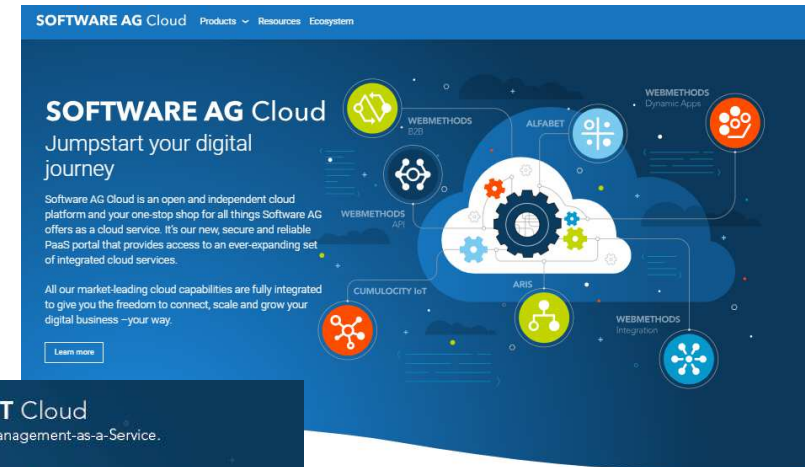 SOFTWARE AG Cloud Products Resources Ecosystem
SOFTWARE AG Cloud
Jumpstart your digital
journey
Software AG Cloud is an open and independent cloud
platform and your one-stop shop for all things Software AG
offers as a cloud service. It's our new, secure and reliable
PaaS portal that provides access to an ever-expanding set
of integrated cloud services.
All our market-leading cloud capabilities are fully integrated
to give you the freedom to connect, scale and grow your
digital business –your way.
Learn more
WEBMETHODS
B2B
ALFABET
WEBMETHODS
Dynamic Apps
WEBMETHODS
API
CUMULOCITY IoT
ARIS
WEBMETHODS
Integration
T Cloud
anagement-as-a-Service.